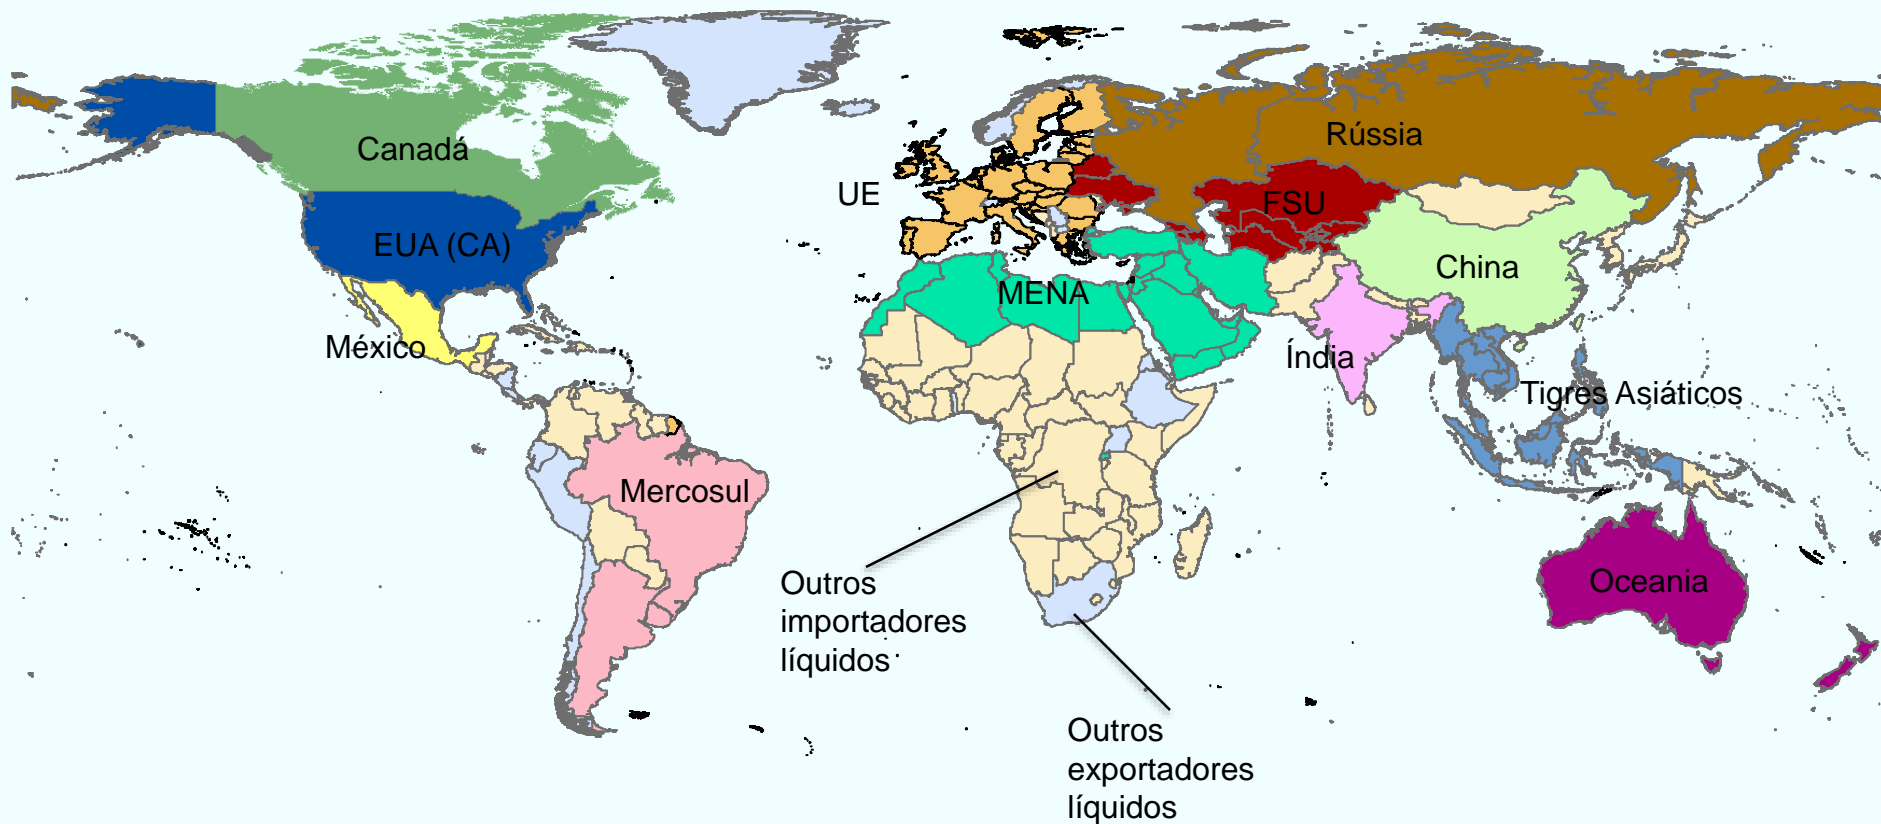 Canadá
Rússia
UE
FSU
EUA (CA)
China
MENA
México
Índia
Tigres Asiáticos
Mercosul
Outros
importadores
líquidos
Oceania
Outros
exportadores
líquidos